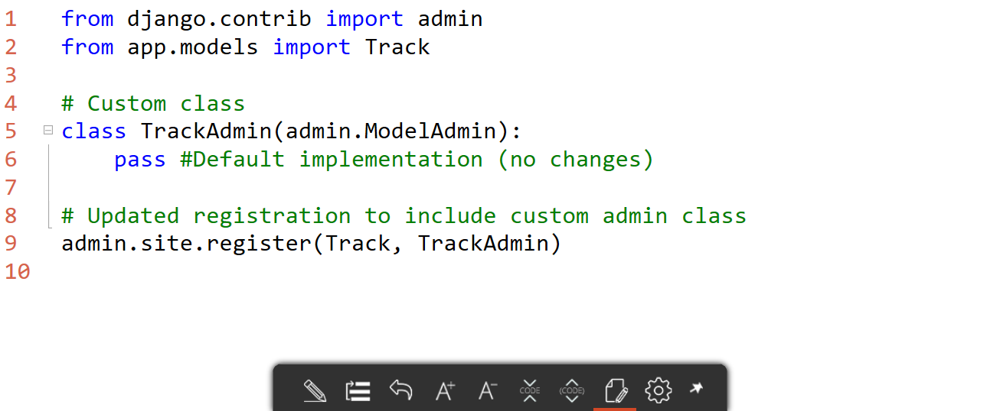 1 from django.contrib import admin
2 from app.models import Track
3
4 # Custom class
5 class TrackAdmin(admin.ModelAdmin):
6 pass #Default implementation (no changes)
7
8 # Updated registration to include custom admin class
9 admin.site.register(Track, TrackAdmin)
10
A+ A- CODE (CODE)